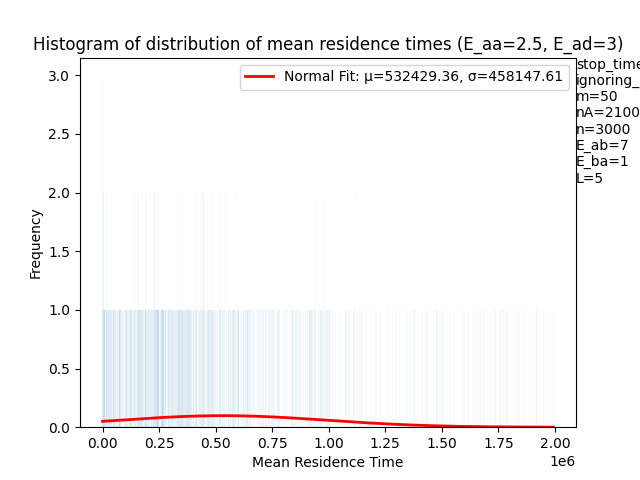 Histogram of distribution of mean residence times (E_aa=2.5, E_ad=3)
Normal Fit: μ=532429.36, σ=458147.61
stop_time
ignoring_
m=50
nA=2100
n=3000
E_ab=7
E_ba=1
L=5
Frequency
3.0
2.5
2.0
1.5
1.0
0.5
0.0
0.00 0.25 0.50 0.75 1.00 1.25 1.50 1.75 2.00
1e6
Mean Residence Time